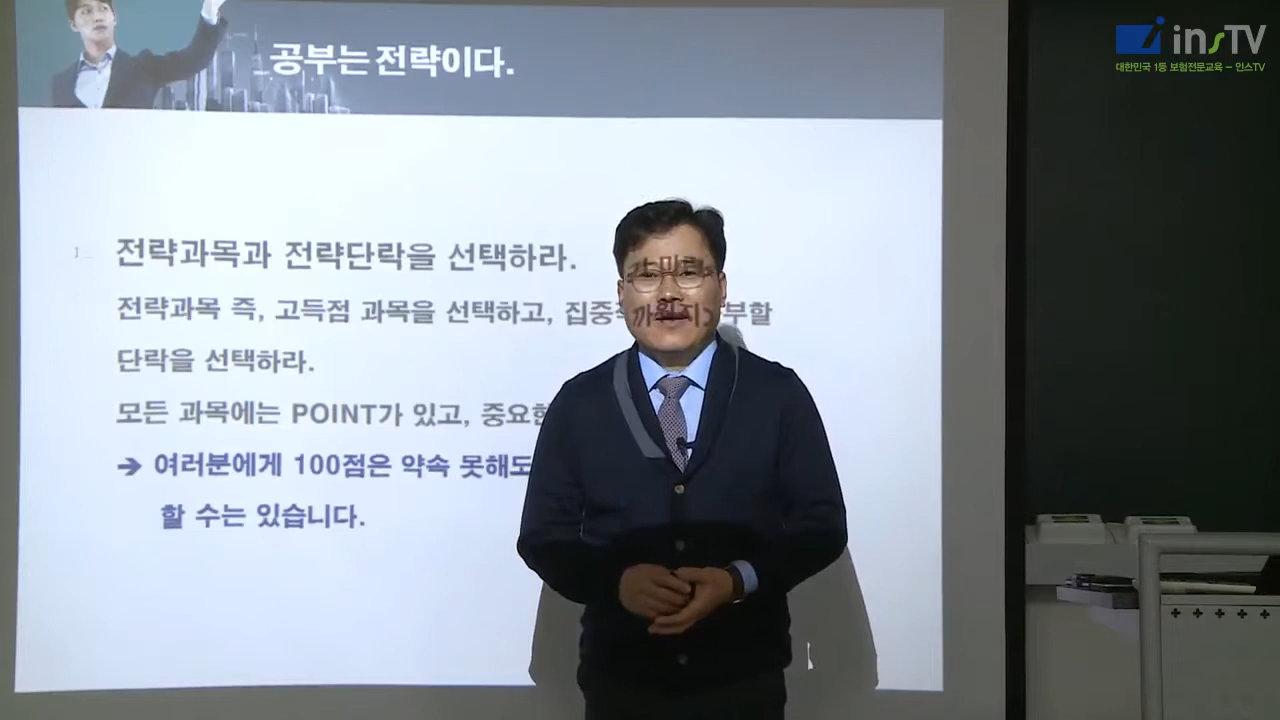 insTV
대한민국 1등 보험전문교육 - 인스TV
공부는 전략이다.
전략과목과 전략단락을 선택하라.
전략과목 즉, 고득점 과목을 선택하고, 부할
단락을 선택하라.
모든 과목에는 POINT가 있고,
➔ 여러분에게 100점은 약속 못해도
할 수는 있습니다.